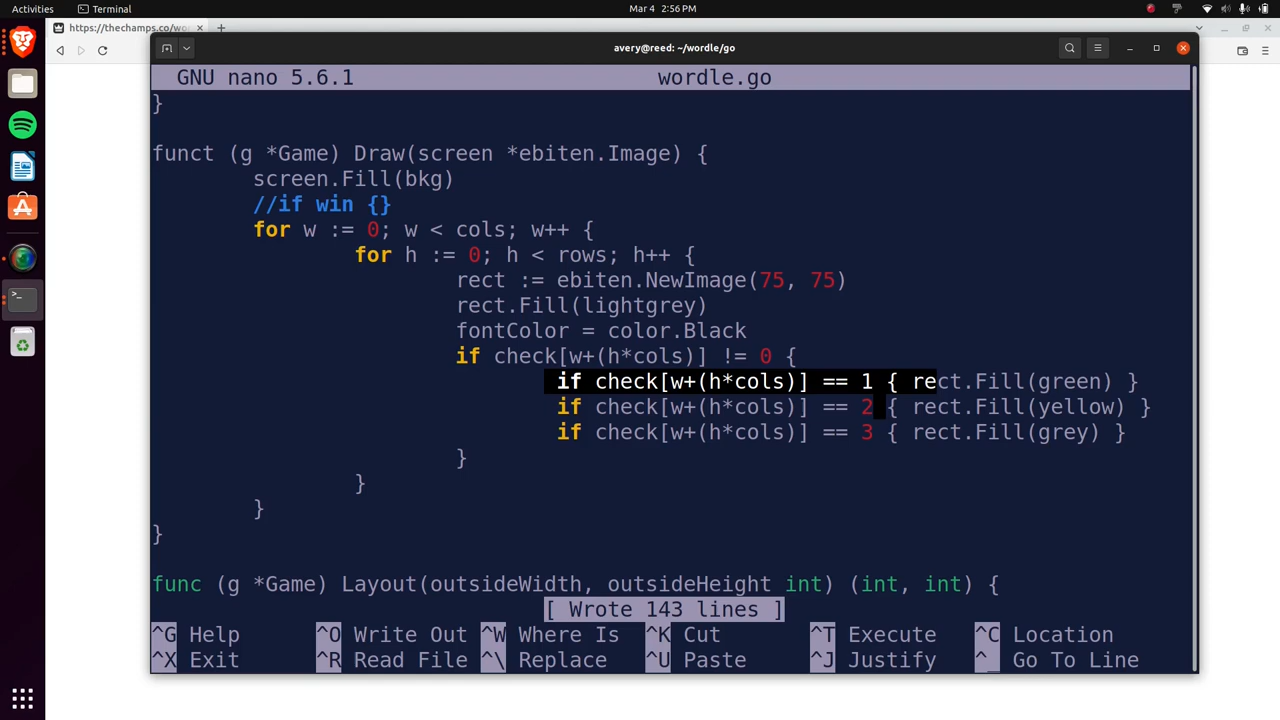 Activities Terminal Mar 4 2:56 PM
https://thechamps.co/wo
avery@reed: ~/wordle/go
GNU nano 5.6.1 wordle.go
}
funct (g *Game) Draw(screen *ebiten.Image) {
screen.Fill(bkg)
//if win {}
for w := 0; w < cols; w++ {
for h := 0; h < rows; h++ {
rect := ebiten.NewImage(75, 75)
rect.Fill(lightgrey)
fontColor = color.Black
if check[w+(h*cols)] != 0 {
if check[w+(h*cols)] == 1 { rect.Fill(green) }
if check[w+(h*cols)] == 2 { rect.Fill(yellow) }
if check[w+(h*cols)] == 3 { rect.Fill(grey) }
}
}
}
}
func (g *Game) Layout(outsideWidth, outsideHeight int) (int, int) {
[ Wrote 143 lines ]
^G Help ^O Write Out ^W Where Is ^K Cut ^T Execute ^C Location
^X Exit ^R Read File ^\ Replace ^U Paste ^J Justify ^_ Go To Line